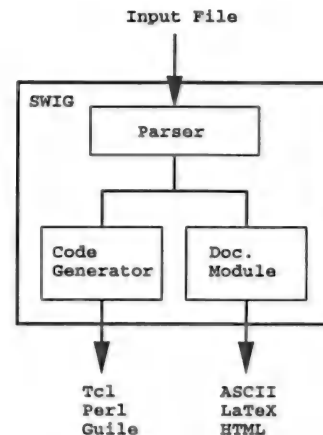 Input File
SWIG
Parser
Code
Generator
Doc.
Module
Tcl
Perl
Guile
ASCII
LaTeX
HTML